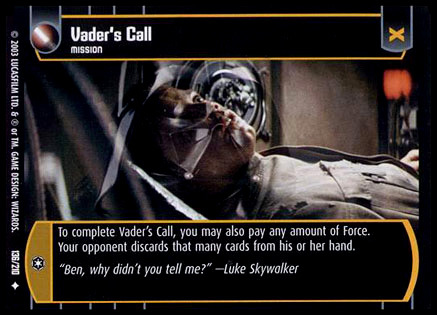 Vader's Call
MISSION
X
© 2003 LUCASFILM LTD. & ® or TM. GAME DESIGN: WIZARDS.
To complete Vader's Call, you may also pay any amount of Force.
Your opponent discards that many cards from his or her hand.
"Ben, why didn't you tell me?" —Luke Skywalker
136/210